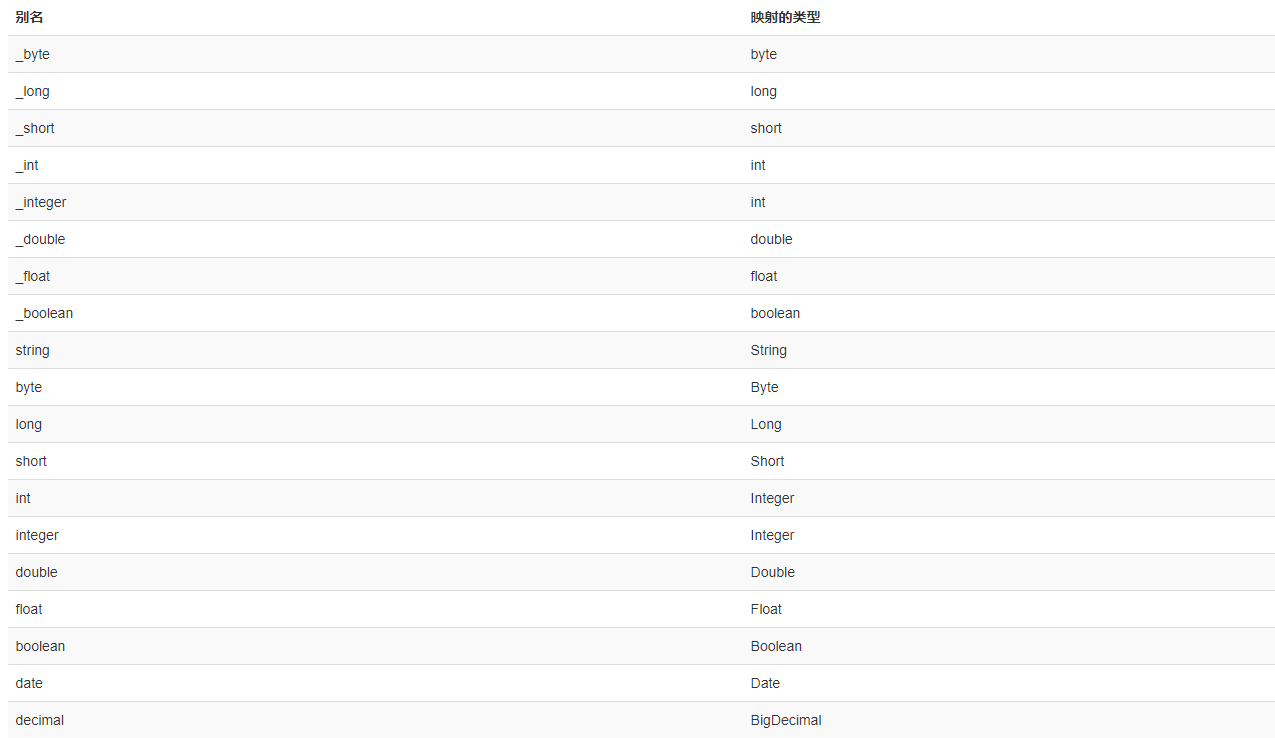 别名 映射的类型
_byte byte
_long long
_short short
_int int
_integer int
_double double
_float float
_boolean boolean
string String
byte Byte
long Long
short Short
int Integer
integer Integer
double Double
float Float
boolean Boolean
date Date
decimal BigDecimal